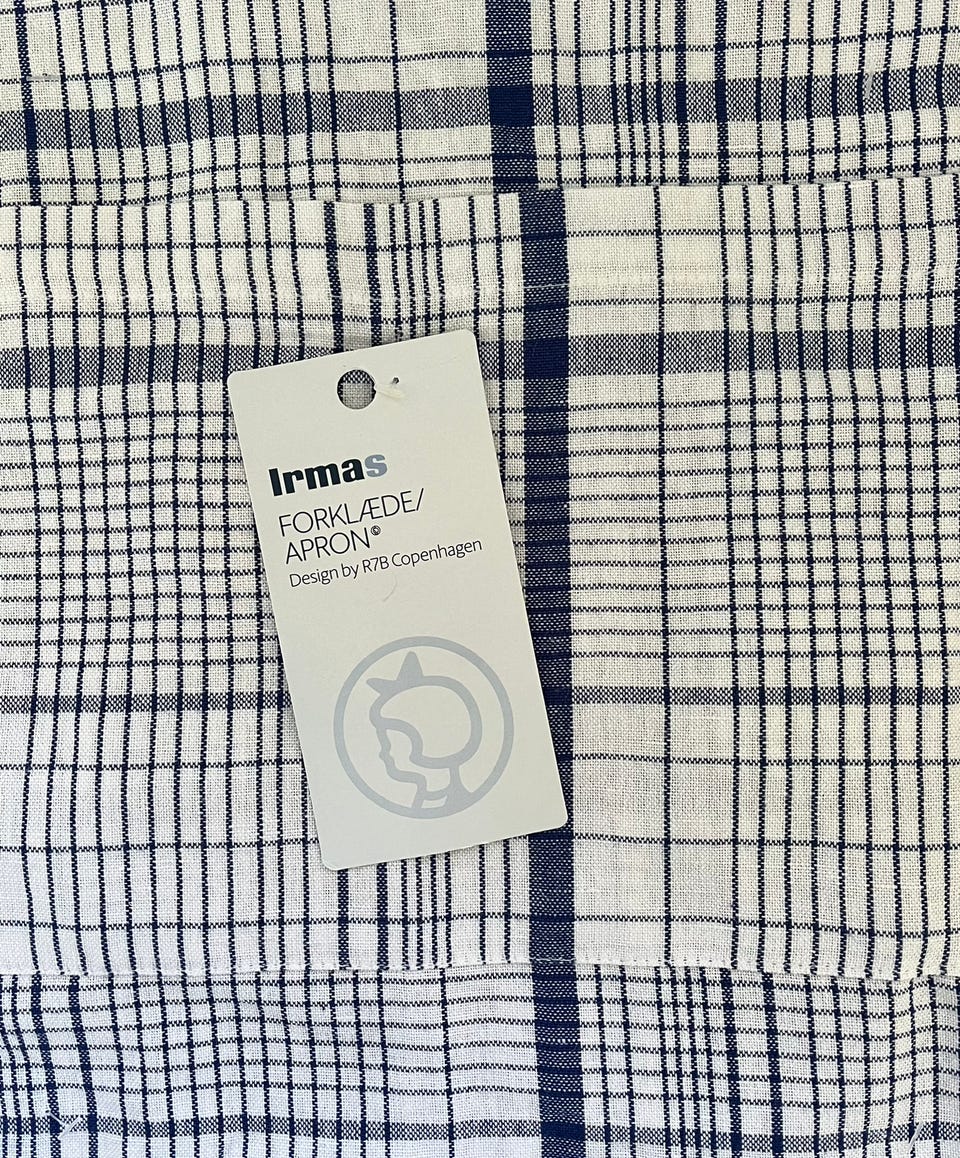 Irmas
FORKLÆDE/
APRON©
Design by R7B Copenhagen